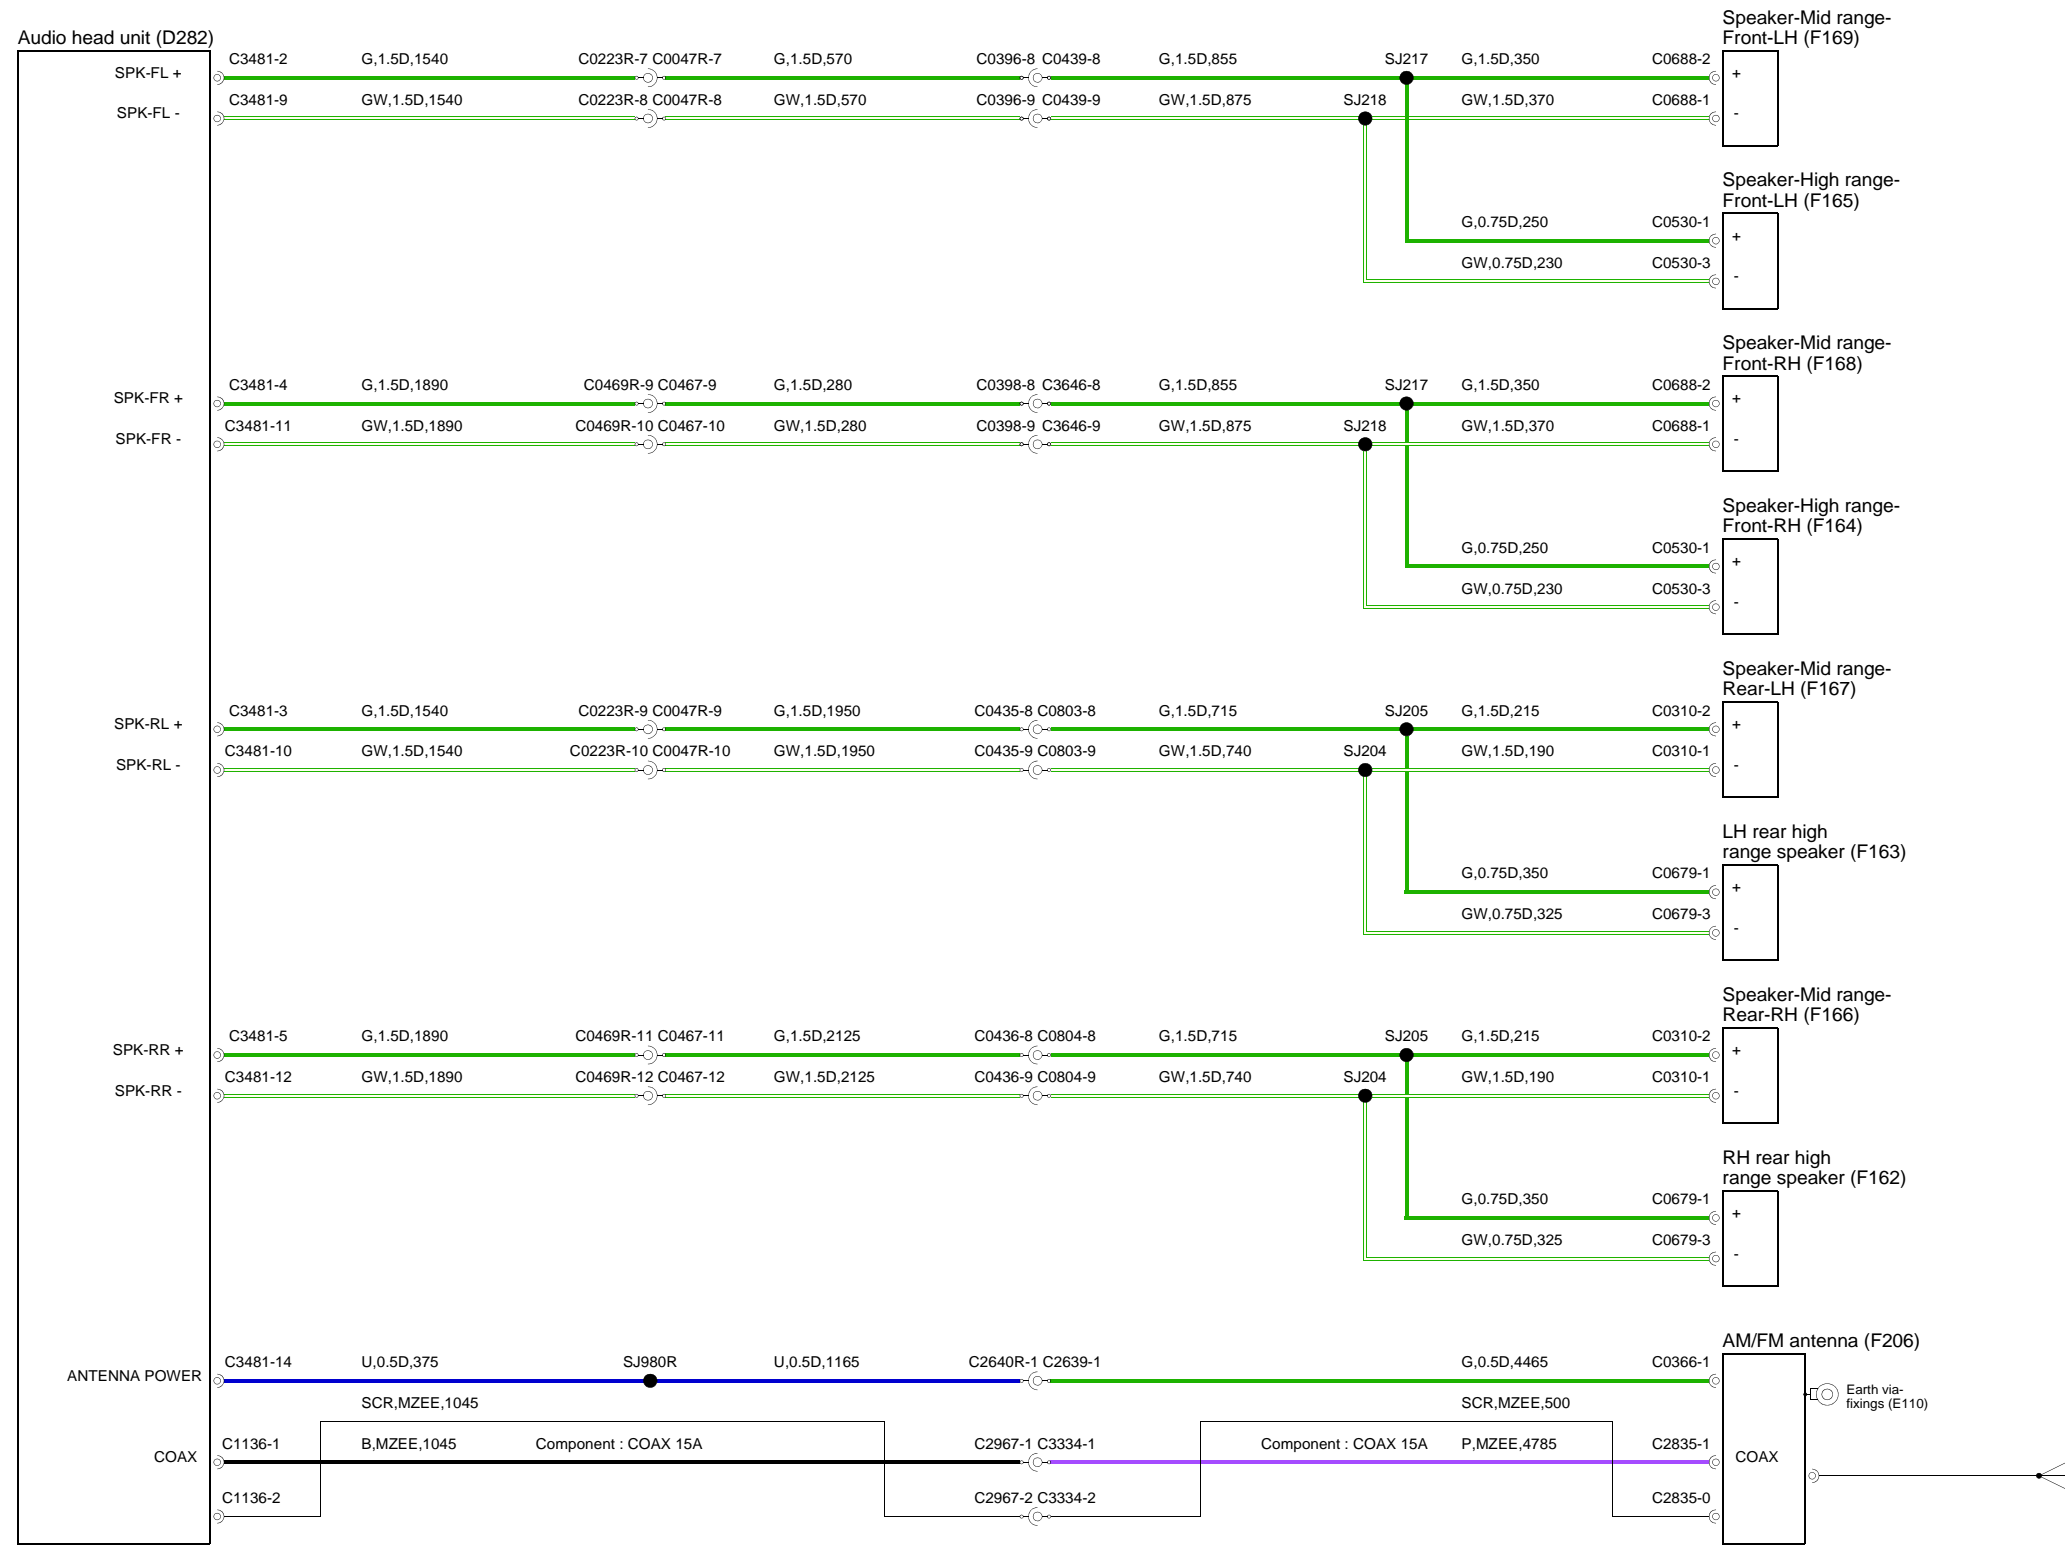 Audio head unit (D282)
Speaker-Mid range-
Front-LH (F169)
SPK-FL +
C3481-2 G,1.5D,1540 C0223R-7 C0047R-7 G,1.5D,570 C0396-8 C0439-8 G,1.5D,855 SJ217 G,1.5D,350 C0688-2
+
SPK-FL -
C3481-9 GW,1.5D,1540 C0223R-8 C0047R-8 GW,1.5D,570 C0396-9 C0439-9 GW,1.5D,875 SJ218 GW,1.5D,370 C0688-1
-
Speaker-High range-
Front-LH (F165)
G,0.75D,250 C0530-1
+
GW,0.75D,230 C0530-3
-
Speaker-Mid range-
Front-RH (F168)
SPK-FR +
C3481-4 G,1.5D,1890 C0469R-9 C0467-9 G,1.5D,280 C0398-8 C3646-8 G,1.5D,855 SJ217 G,1.5D,350 C0688-2
+
SPK-FR -
C3481-11 GW,1.5D,1890 C0469R-10 C0467-10 GW,1.5D,280 C0398-9 C3646-9 GW,1.5D,875 SJ218 GW,1.5D,370 C0688-1
-
Speaker-High range-
Front-RH (F164)
G,0.75D,250 C0530-1
+
GW,0.75D,230 C0530-3
-
Speaker-Mid range-
Rear-LH (F167)
SPK-RL +
C3481-3 G,1.5D,1540 C0223R-9 C0047R-9 G,1.5D,1950 C0435-8 C0803-8 G,1.5D,715 SJ205 G,1.5D,215 C0310-2
+
SPK-RL -
C3481-10 GW,1.5D,1540 C0223R-10 C0047R-10 GW,1.5D,1950 C0435-9 C0803-9 GW,1.5D,740 SJ204 GW,1.5D,190 C0310-1
-
LH rear high
range speaker (F163)
G,0.75D,350 C0679-1
+
GW,0.75D,325 C0679-3
-
Speaker-Mid range-
Rear-RH (F166)
SPK-RR +
C3481-5 G,1.5D,1890 C0469R-11 C0467-11 G,1.5D,2125 C0436-8 C0804-8 G,1.5D,715 SJ205 G,1.5D,215 C0310-2
+
SPK-RR -
C3481-12 GW,1.5D,1890 C0469R-12 C0467-12 GW,1.5D,2125 C0436-9 C0804-9 GW,1.5D,740 SJ204 GW,1.5D,190 C0310-1
-
RH rear high
range speaker (F162)
G,0.75D,350 C0679-1
+
GW,0.75D,325 C0679-3
-
AM/FM antenna (F206)
ANTENNA POWER
C3481-14 U,0.5D,375 SJ980R U,0.5D,1165 C2640R-1 C2639-1 G,0.5D,4465 C0366-1
Earth via-
fixings (E110)
SCR,MZEE,1045 SCR,MZEE,500
COAX
C1136-1 B,MZEE,1045 Component : COAX 15A C2967-1 C3334-1 Component : COAX 15A P,MZEE,4785 C2835-1
COAX
C1136-2 C2967-2 C3334-2 C2835-0